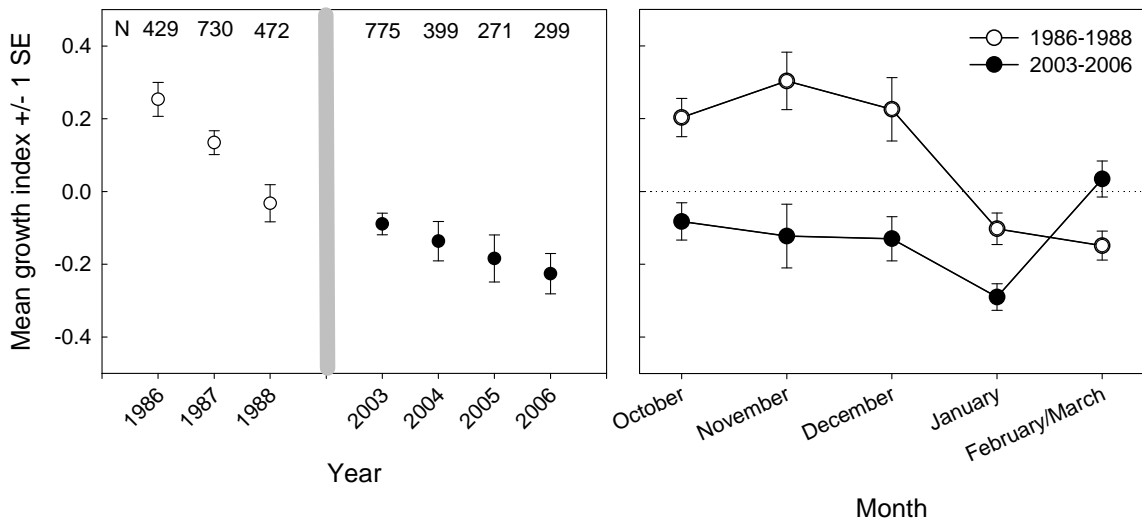 Mean growth index +/- 1 SE
N 429 730 472 775 399 271 299
0.4
0.2
0.0
-0.2
-0.4
1986 1987 1988 2003 2004 2005 2006
Year
1986-1988
2003-2006
October November December January February/March
Month